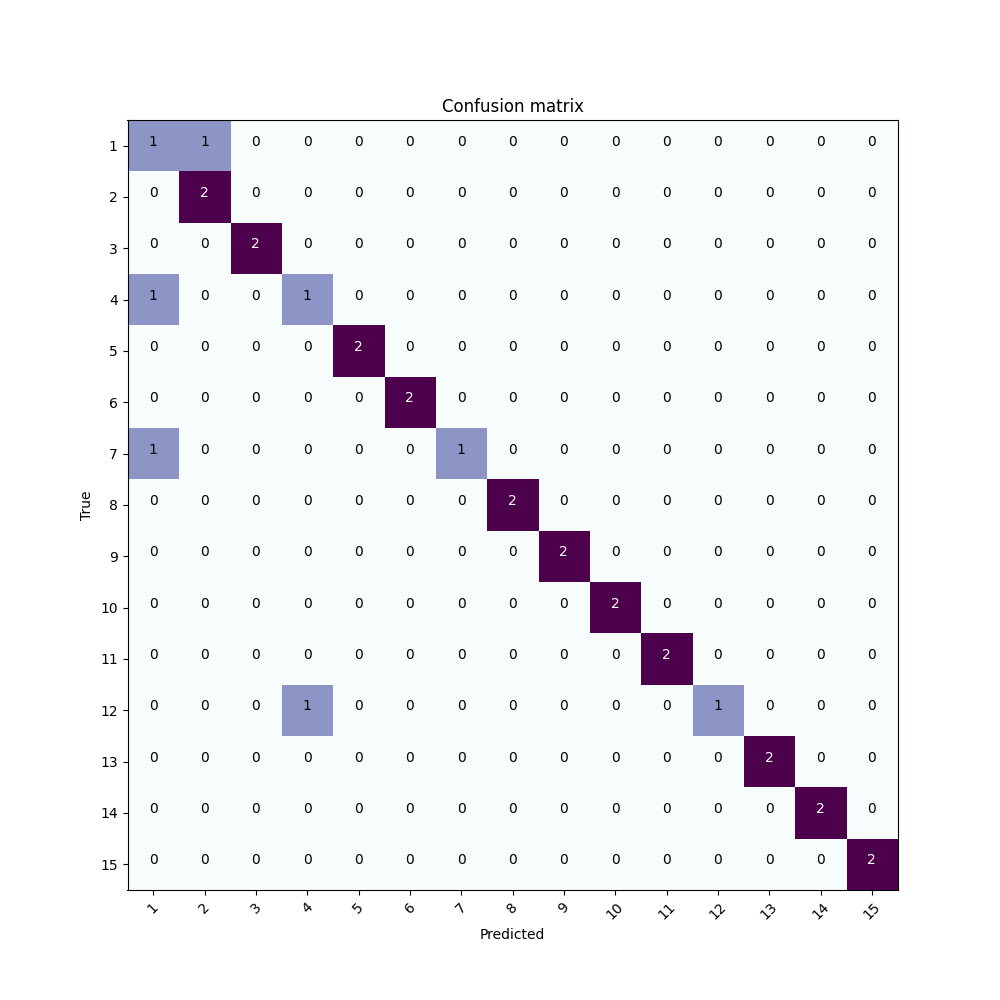 Confusion matrix
1 1 1 0 0 0 0 0 0 0 0 0 0 0 0 0
2 0 2 0 0 0 0 0 0 0 0 0 0 0 0 0
3 0 0 2 0 0 0 0 0 0 0 0 0 0 0 0
4 1 0 0 1 0 0 0 0 0 0 0 0 0 0 0
5 0 0 0 0 2 0 0 0 0 0 0 0 0 0 0
6 0 0 0 0 0 2 0 0 0 0 0 0 0 0 0
7 1 0 0 0 0 0 1 0 0 0 0 0 0 0 0
True
8 0 0 0 0 0 0 0 2 0 0 0 0 0 0 0
9 0 0 0 0 0 0 0 0 2 0 0 0 0 0 0
10 0 0 0 0 0 0 0 0 0 2 0 0 0 0 0
11 0 0 0 0 0 0 0 0 0 0 2 0 0 0 0
12 0 0 0 1 0 0 0 0 0 0 0 1 0 0 0
13 0 0 0 0 0 0 0 0 0 0 0 0 2 0 0
14 0 0 0 0 0 0 0 0 0 0 0 0 0 2 0
15 0 0 0 0 0 0 0 0 0 0 0 0 0 0 2
1 2 3 4 5 6 7 8 9 10 11 12 13 14 15
Predicted